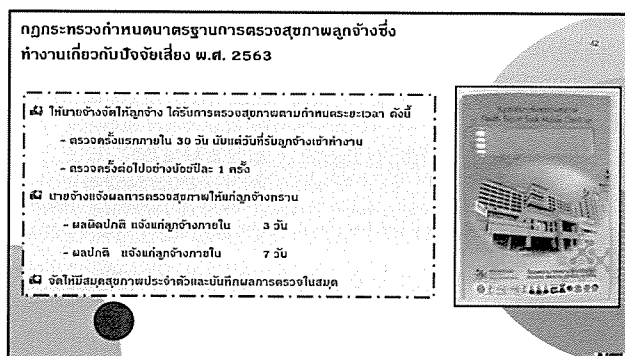 กฎกระทรวงกำหนดมาตรฐานการตรวจสุขภาพลูกจ้างซึ่ง
ทำงานเกี่ยวกับปัจจัยเสี่ยง พ.ศ. 2563
42
ให้นายจ้างจัดให้ลูกจ้าง ได้รับการตรวจสุขภาพตามกำหนดระยะเวลา ดังนี้
- ตรวจครั้งแรกภายใน 30 วัน นับแต่วันที่รับลูกจ้างเข้าทำงาน
- ตรวจครั้งต่อไปอย่างน้อยปีละ 1 ครั้ง
นายจ้างแจ้งผลการตรวจสุขภาพให้แก่ลูกจ้างทราบ
- ผลผิดปกติ แจ้งแก่ลูกจ้างภายใน 3 วัน
- ผลปกติ แจ้งแก่ลูกจ้างภายใน 7 วัน
จัดให้มีสมุดสุขภาพประจำตัวและบันทึกผลการตรวจในสมุด